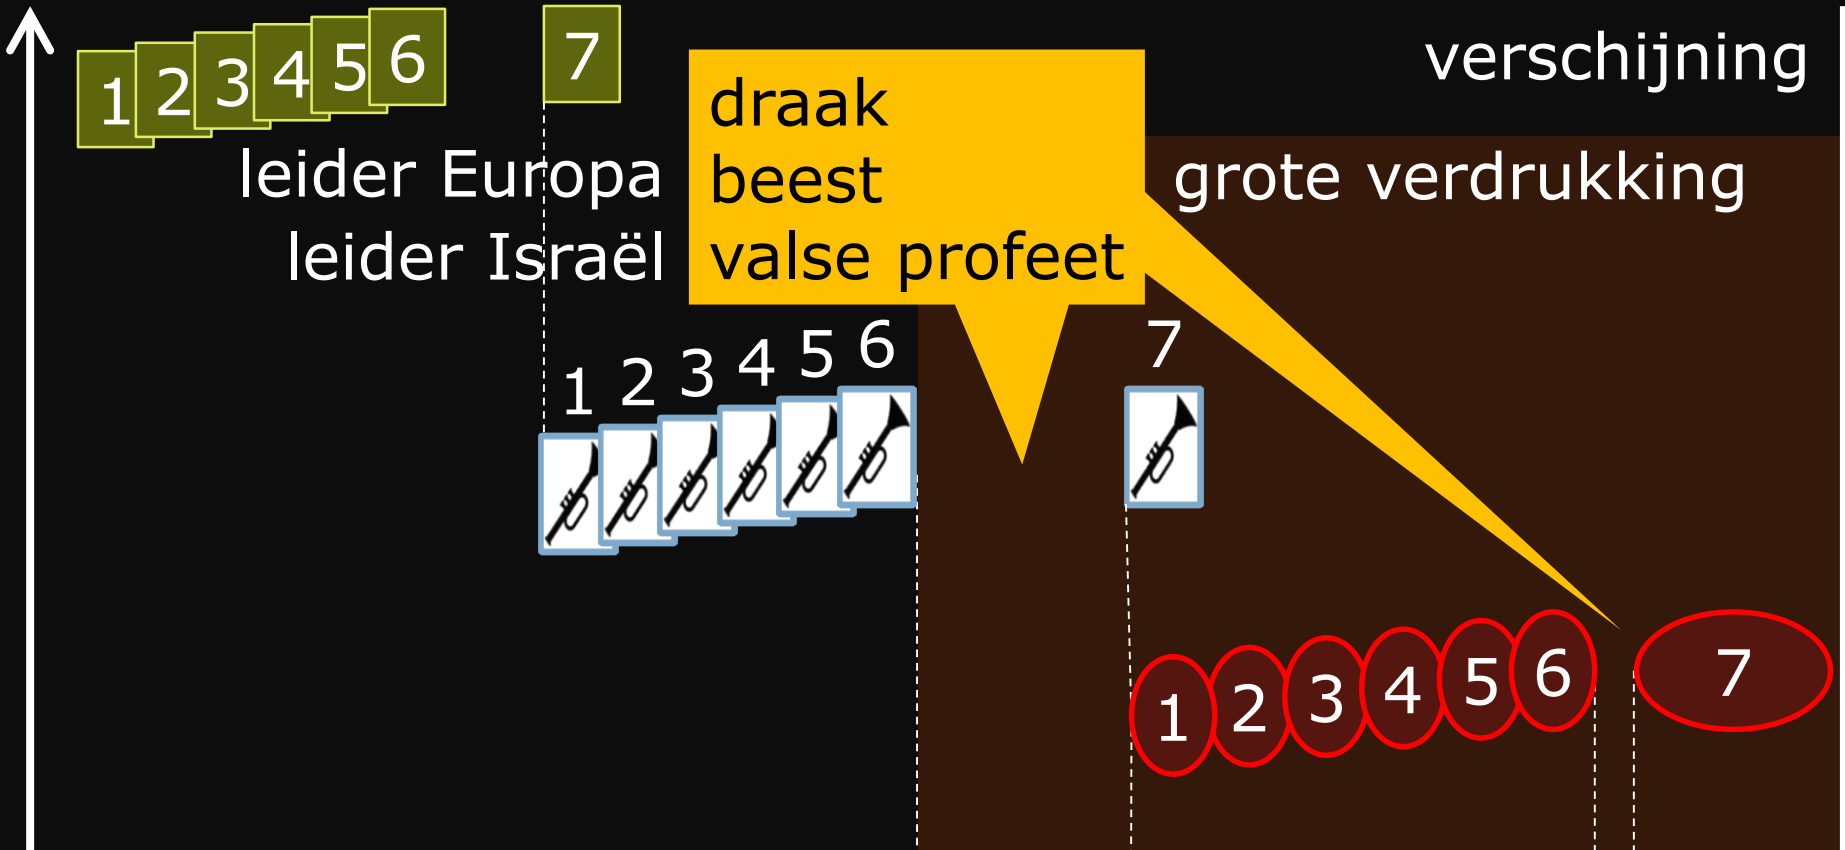 1 2 3 4 5 6 7
verschijning
draak
beest
valse profeet
leider Europa
leider Israël
grote verdrukking
1 2 3 4 5 6 7
1 2 3 4 5 6 7